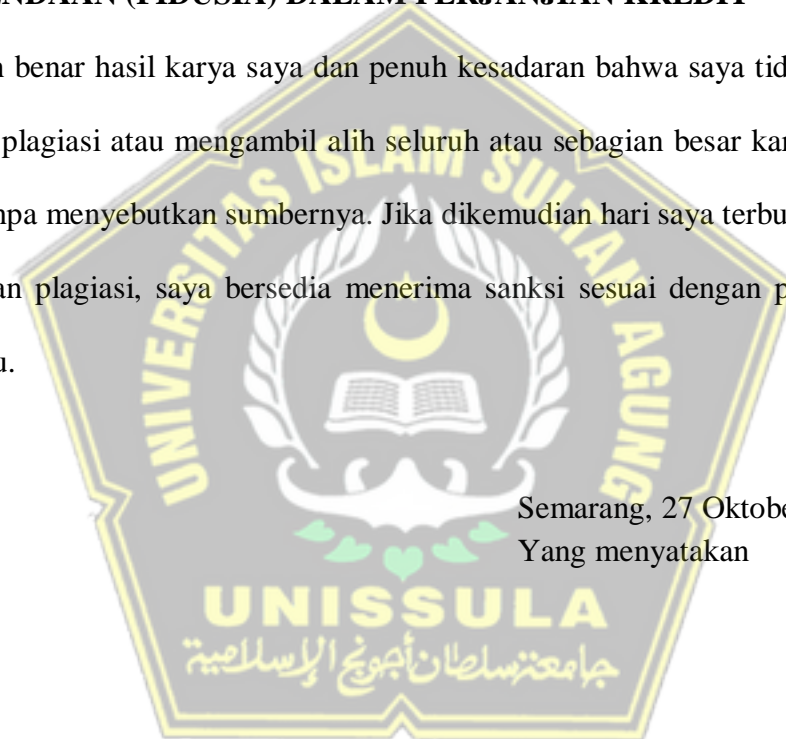 ENDAAN (FIDUSIA) DALAM PERJANJIAN KREDIT
n benar hasil karya saya dan penuh kesadaran bahwa saya tid
plagiasi atau mengambil alih seluruh atau sebagian besar kar
npa menyebutkan sumbernya. Jika dikemudian hari saya terbu
an plagiasi, saya bersedia menerima sanksi sesuai dengan p
u.
UNIVERSITAS ISLAM SULTAN AGUNG
Semarang, 27 Oktobe
Yang menyatakan
UNISSULA
جامعة سلطان أجونج الإسلامية